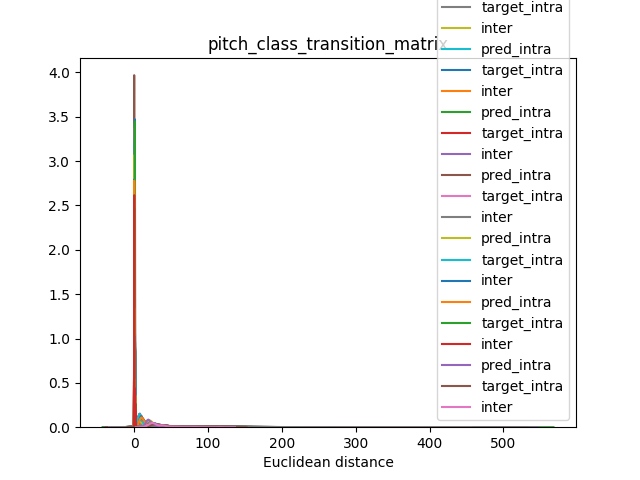 target_intra
pitch_class_transition_matrix
inter
pred_intra
target_intra
inter
pred_intra
target_intra
inter
pred_intra
target_intra
inter
pred_intra
target_intra
inter
pred_intra
target_intra
inter
pred_intra
target_intra
inter
4.0
3.5
3.0
2.5
2.0
1.5
1.0
0.5
0.0
0
100
200
300
400
500
Euclidean distance